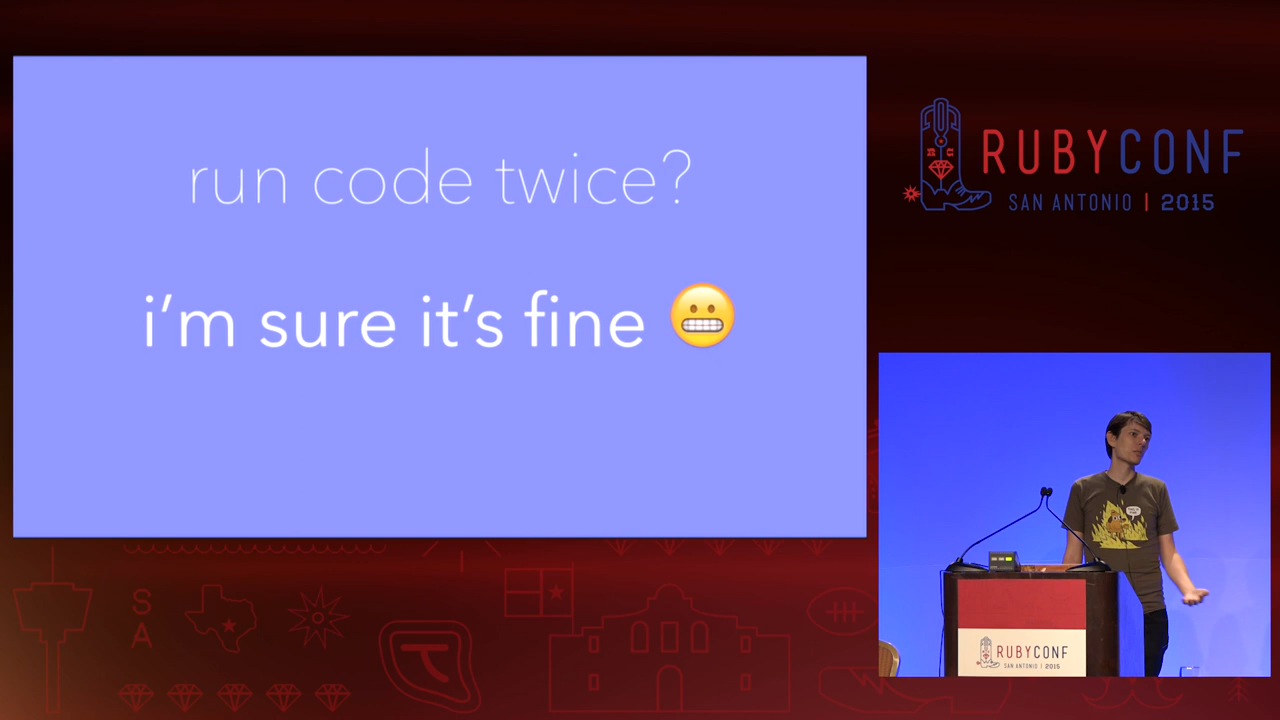 run code twice?
i'm sure it's fine 😬
RUBYCONF
SAN ANTONIO | 2015
S
A
RUBYCONF
SAN ANTONIO | 2015